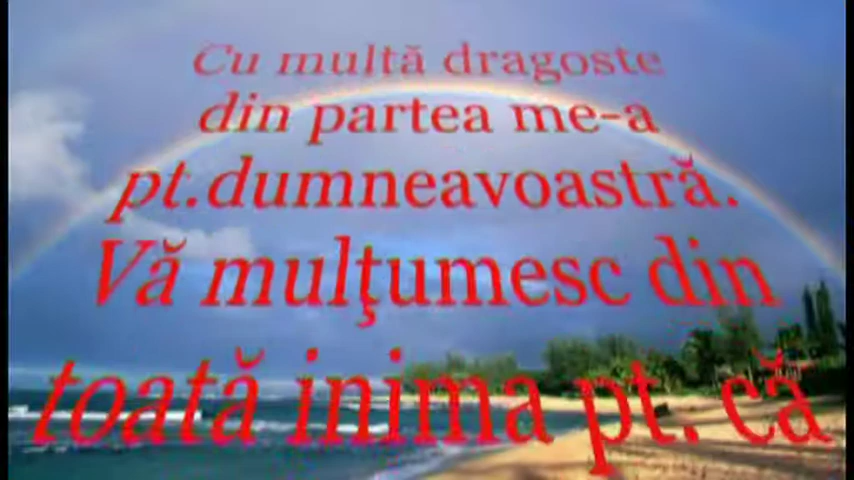 Cu multă dragoste
din partea me-a
pt.dumneavoastră.
Vă mulţumesc din
toată inima pt. că